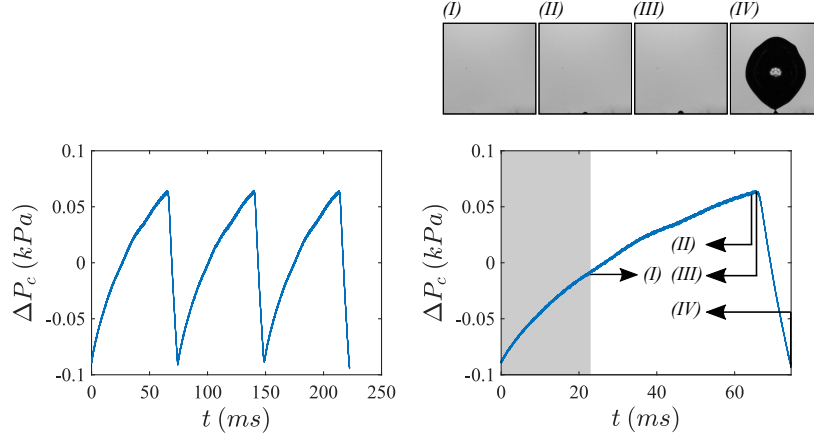 (I) (II) (III) (IV)
0.1
0.05
0
-0.05
-0.1
ΔP_c (kPa)
0 50 100 150 200 250
t (ms)
0.1
0.05
0
-0.05
-0.1
ΔP_c (kPa)
(II)
(I) (III)
(IV)
0 20 40 60
t (ms)